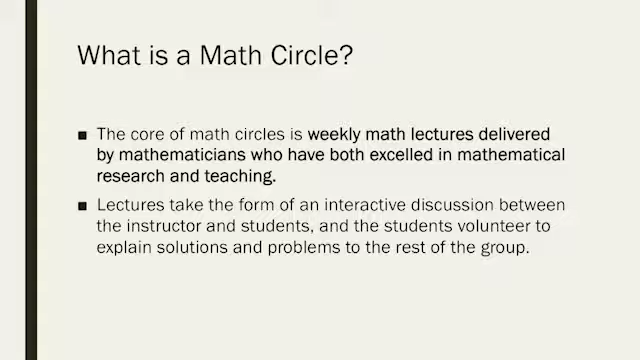 What is a Math Circle?
■ The core of math circles is weekly math lectures delivered
by mathematicians who have both excelled in mathematical
research and teaching.
■ Lectures take the form of an interactive discussion between
the instructor and students, and the students volunteer to
explain solutions and problems to the rest of the group.